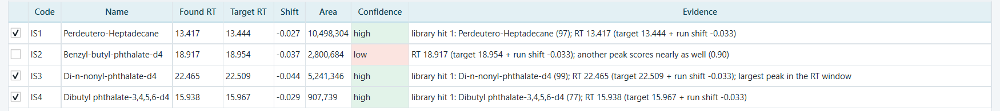 Code Name Found RT Target RT Shift Area Confidence Evidence
IS1 Perdeutero-Heptadecane 13.417 13.444 -0.027 10,498,304 high library hit 1: Perdeutero-Heptadecane (97); RT 13.417 (target 13.444 + run shift -0.033)
IS2 Benzyl-butyl-phthalate-d4 18.917 18.954 -0.037 2,800,684 low RT 18.917 (target 18.954 + run shift -0.033); another peak scores nearly as well (0.90)
IS3 Di-n-nonyl-phthalate-d4 22.465 22.509 -0.044 5,241,346 high library hit 1: Di-n-nonyl-phthalate-d4 (99); RT 22.465 (target 22.509 + run shift -0.033); largest peak in the RT window
IS4 Dibutyl phthalate-3,4,5,6-d4 15.938 15.967 -0.029 907,739 high library hit 1: Dibutyl phthalate-3,4,5,6-d4 (77); RT 15.938 (target 15.967 + run shift -0.033)